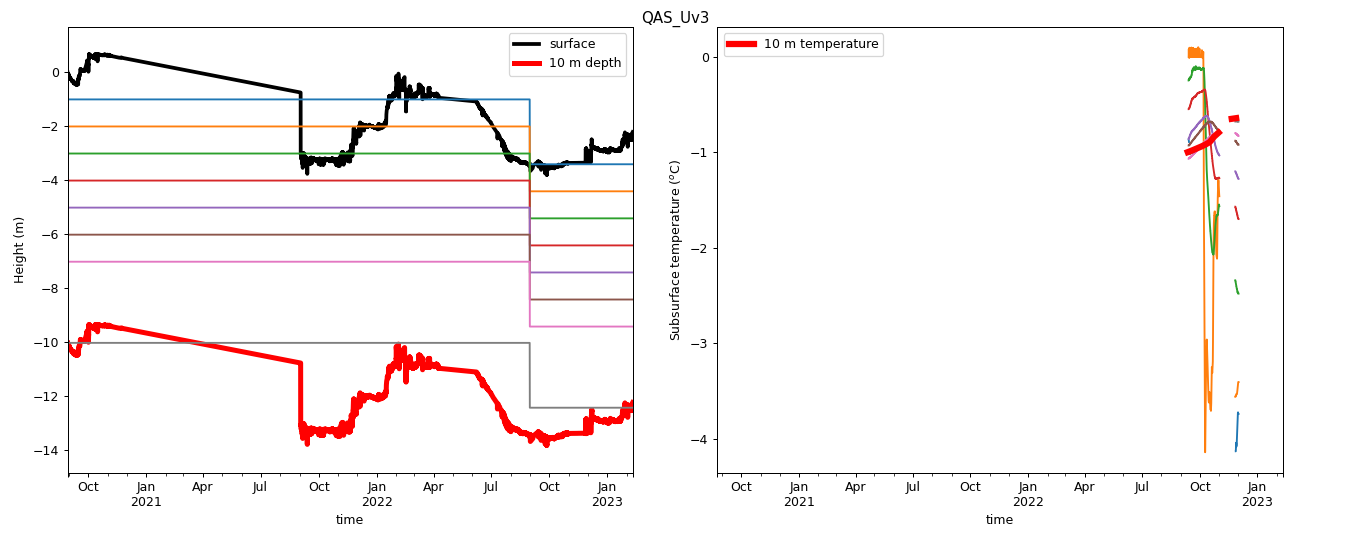 QAS_Uv3
surface
10 m depth
Height (m)
0
−2
−4
−6
−8
−10
−12
−14
Oct
Jan
2021
Apr
Jul
Oct
Jan
2022
Apr
Jul
Oct
Jan
2023
time
10 m temperature
Subsurface temperature (°C)
0
−1
−2
−3
−4
Oct
Jan
2021
Apr
Jul
Oct
Jan
2022
Apr
Jul
Oct
Jan
2023
time